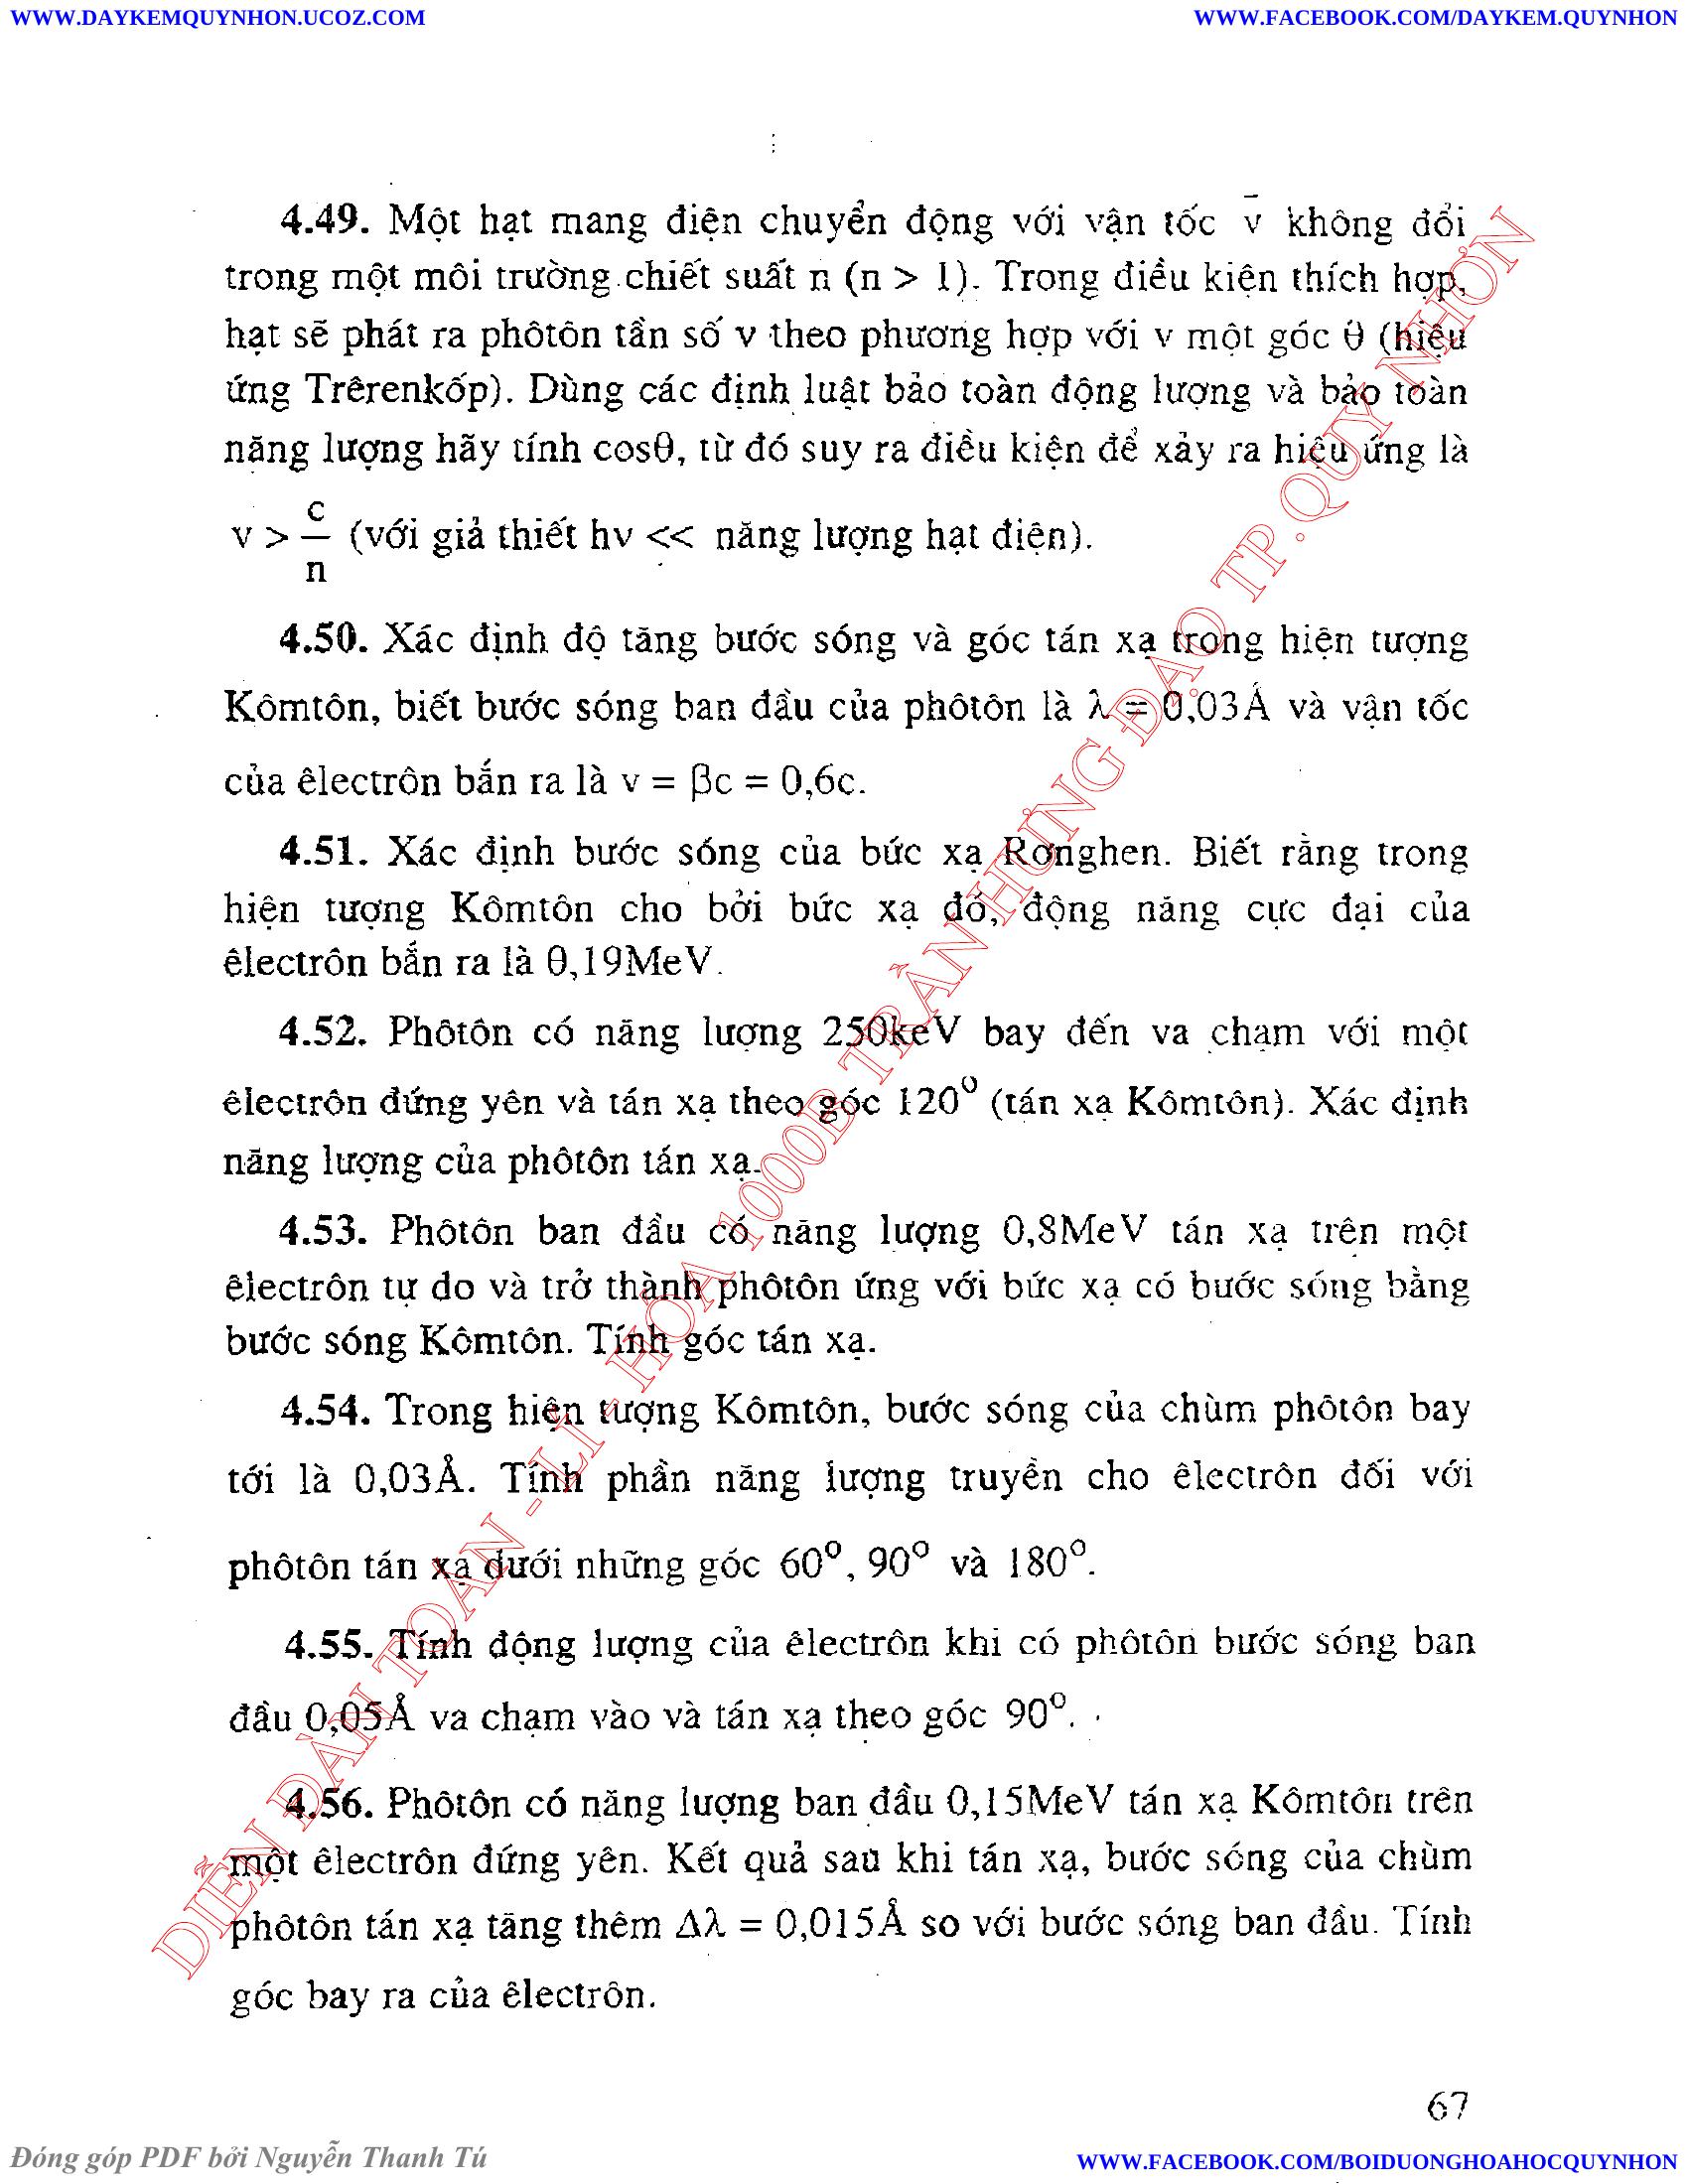 WWW.DAYKEMQUYNHON.UCOZ.COM
WWW.FACEBOOK.COM/DAYKEM.QUYNHON
4.49. Một hạt mang điện chuyển động với vận tốc v̄ không đổi
trong một môi trường chiết suất n (n > 1). Trong điều kiện thích hợp,
hạt sẽ phát ra phôtôn tần số ν theo phương hợp với v một góc θ (hiệu
ứng Trêrenkốp). Dùng các định luật bảo toàn động lượng và bảo toàn
năng lượng hãy tính cosθ, từ đó suy ra điều kiện để xảy ra hiệu ứng là
v > c/n (với giả thiết hν << năng lượng hạt điện).
4.50. Xác định độ tăng bước sóng và góc tán xạ trong hiện tượng
Kômtôn, biết bước sóng ban đầu của phôtôn là λ = 0,03Å và vận tốc
của êlectrôn bắn ra là v = βc = 0,6c.
4.51. Xác định bước sóng của bức xạ Rơnghen. Biết rằng trong
hiện tượng Kômtôn cho bởi bức xạ đó, động năng cực đại của
êlectrôn bắn ra là 0,19MeV.
4.52. Phôtôn có năng lượng 250keV bay đến va chạm với một
êlectrôn đứng yên và tán xạ theo góc 120⁰ (tán xạ Kômtôn). Xác định
năng lượng của phôtôn tán xạ.
4.53. Phôtôn ban đầu có năng lượng 0,8MeV tán xạ trên một
êlectrôn tự do và trở thành phôtôn ứng với bức xạ có bước sóng bằng
bước sóng Kômtôn. Tính góc tán xạ.
4.54. Trong hiện tượng Kômtôn, bước sóng của chùm phôtôn bay
tới là 0,03Å. Tính phần năng lượng truyền cho êlectrôn đối với
phôtôn tán xạ dưới những góc 60⁰, 90⁰ và 180⁰.
4.55. Tính động lượng của êlectrôn khi có phôtôn bước sóng ban
đầu 0,05Å va chạm vào và tán xạ theo góc 90⁰.
4.56. Phôtôn có năng lượng ban đầu 0,15MeV tán xạ Kômtôn trên
một êlectrôn đứng yên. Kết quả sau khi tán xạ, bước sóng của chùm
phôtôn tán xạ tăng thêm Δλ = 0,015Å so với bước sóng ban đầu. Tính
góc bay ra của êlectrôn.
DIỄN ĐÀN TOÁN - LÍ - HÓA 1000B TRẦN HƯNG ĐẠO TP.QUY NHƠN
67
Đóng góp PDF bởi Nguyễn Thanh Tú
WWW.FACEBOOK.COM/BOIDUONGHOAHOCQUYNHON